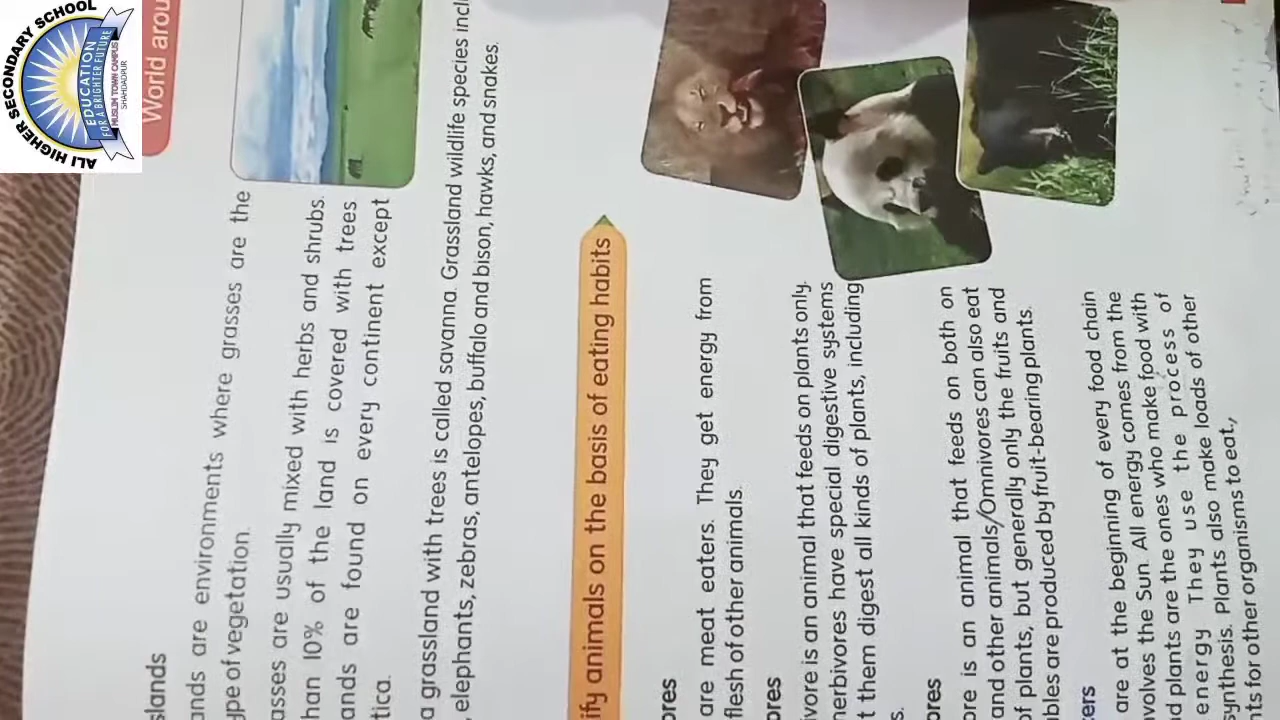 ALI HIGHER SECONDARY SCHOOL
EDUCATION
FOR A BRIGHTER FUTURE
MUSLIM TOWN CAMPUS
SHAHDADPUR
World arou
slands
ands are environments where grasses are the
ype of vegetation.
asses are usually mixed with herbs and shrubs.
han 10% of the land is covered with trees
ands are found on every continent except
tica.
a grassland with trees is called savanna. Grassland wildlife species incl
, elephants, zebras, antelopes, buffalo and bison, hawks, and snakes.
ify animals on the basis of eating habits
ores
are meat eaters. They get energy from
flesh of other animals.
ores
ivore is an animal that feeds on plants only.
herbivores have special digestive systems
t them digest all kinds of plants, including
s.
ores
ore is an animal that feeds on both on
and other animals/Omnivores can also eat
of plants, but generally only the fruits and
ables are produced by fruit-bearing plants.
kers
are at the beginning of every food chain
volves the Sun. All energy comes from the
d plants are the ones who make food with
energy They use the process of
synthesis. Plants also make loads of other
nts for other organisms to eat,